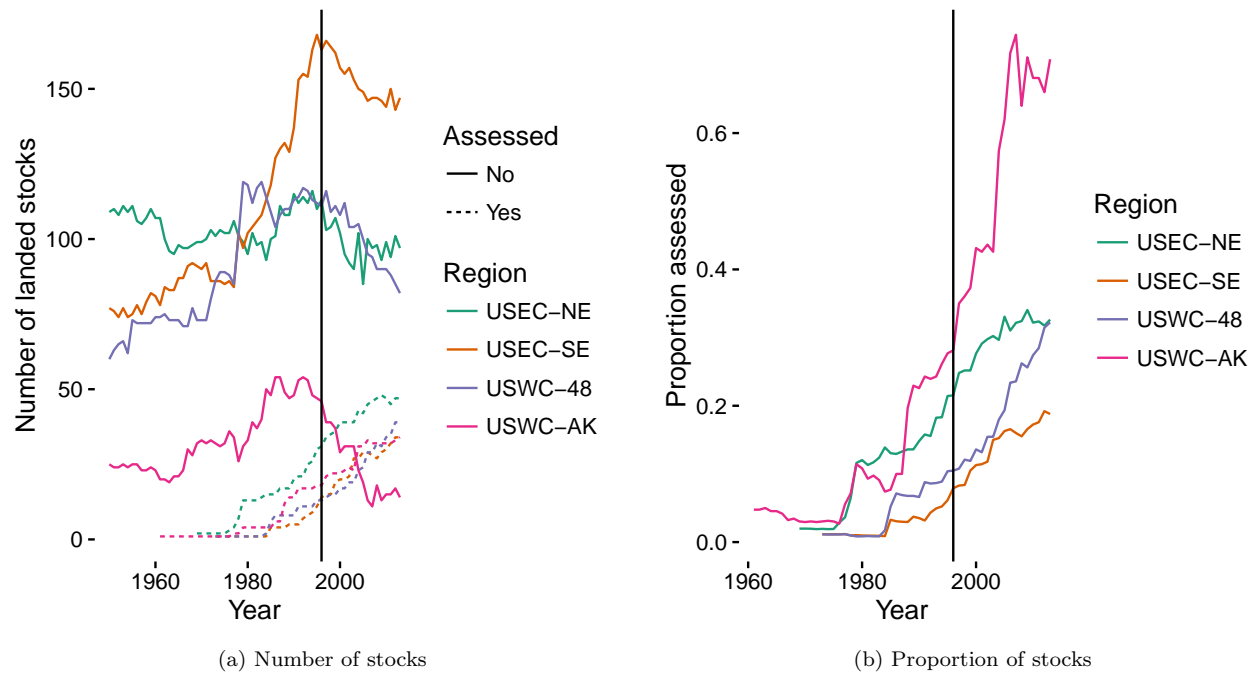 Number of landed stocks
150
100
50
0
1960
1980
2000
Year
Assessed
No
Yes
Region
USEC−NE
USEC−SE
USWC−48
USWC−AK
(a) Number of stocks
Proportion assessed
0.6
0.4
0.2
0.0
1960
1980
2000
Year
Region
USEC−NE
USEC−SE
USWC−48
USWC−AK
(b) Proportion of stocks